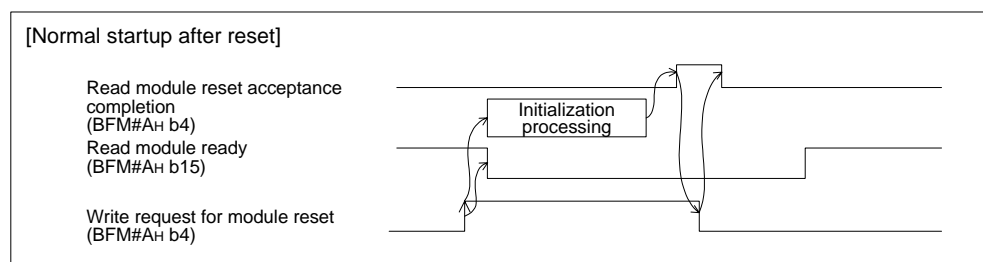 [Normal startup after reset]
Read module reset acceptance
completion
(BFM#AH b4)
Initialization
processing
Read module ready
(BFM#AH b15)
Write request for module reset
(BFM#AH b4)